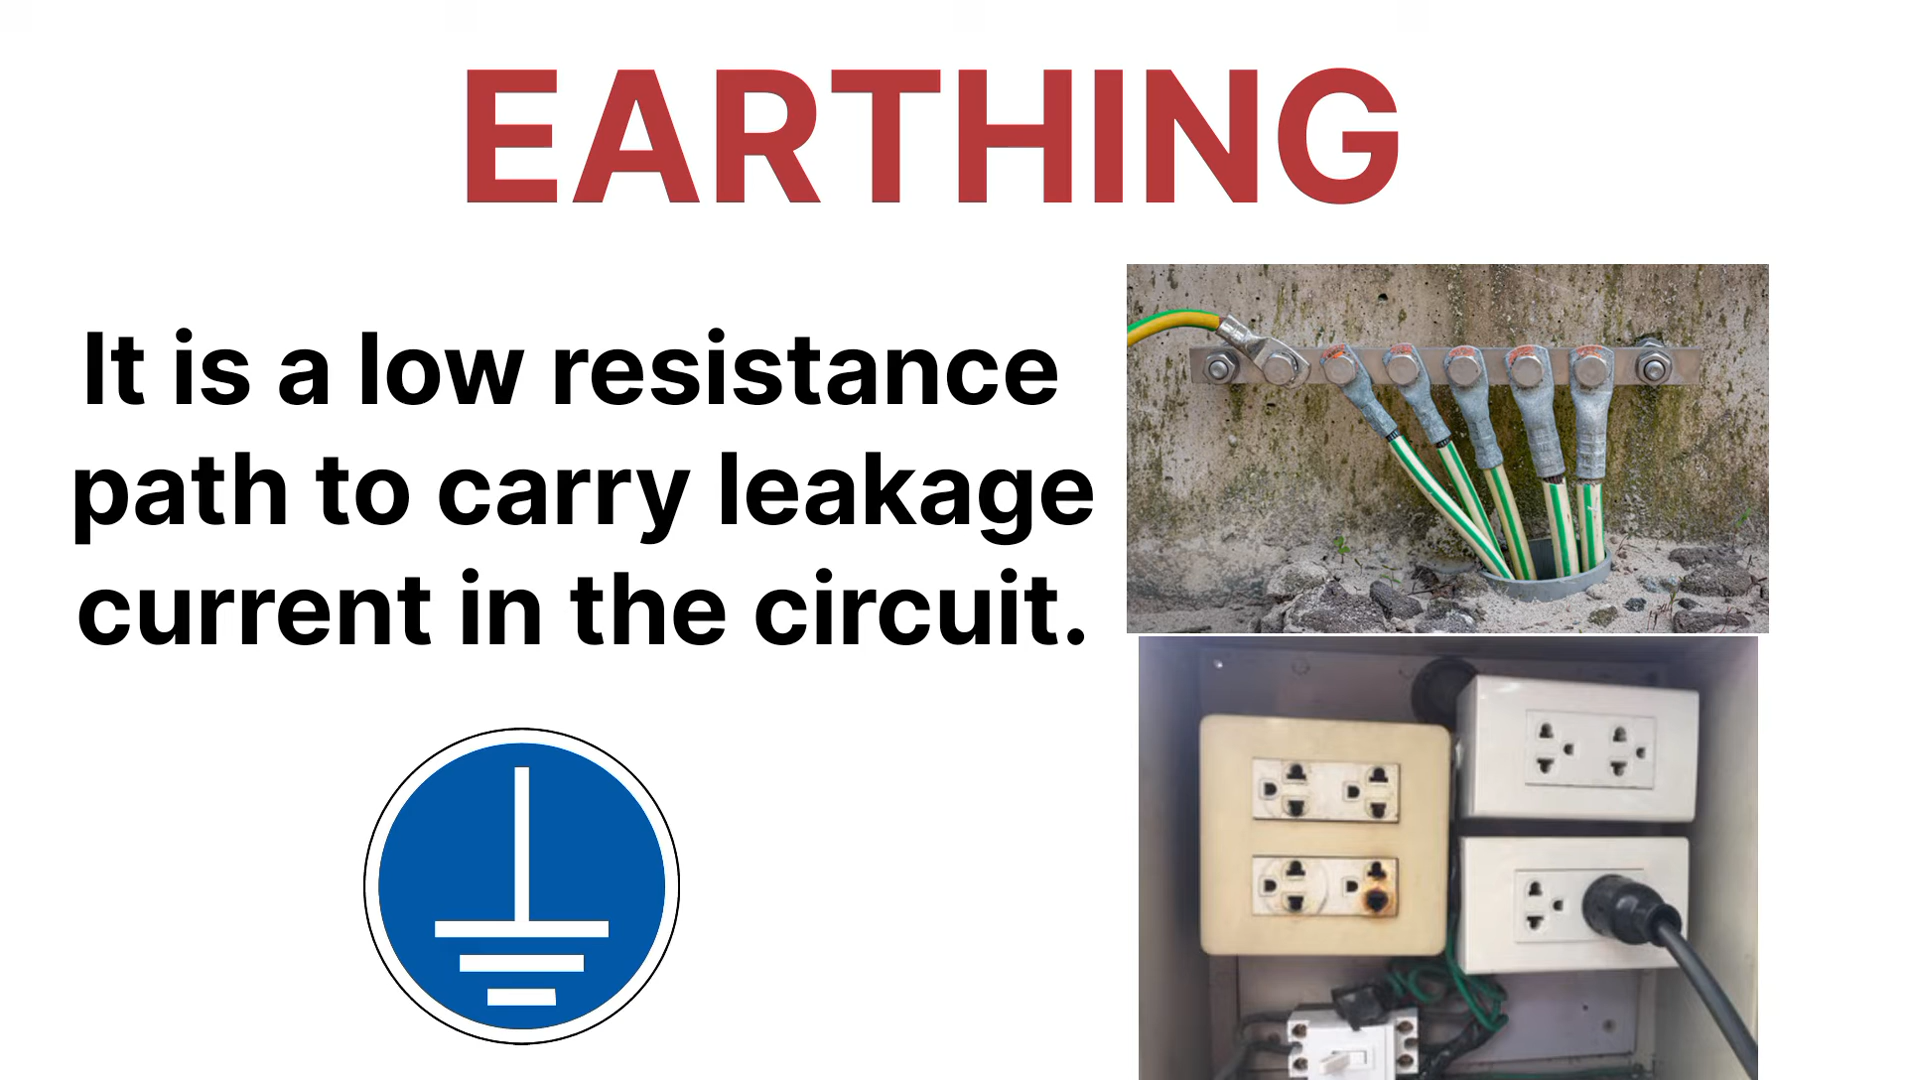 EARTHING
It is a low resistance
path to carry leakage
current in the circuit.